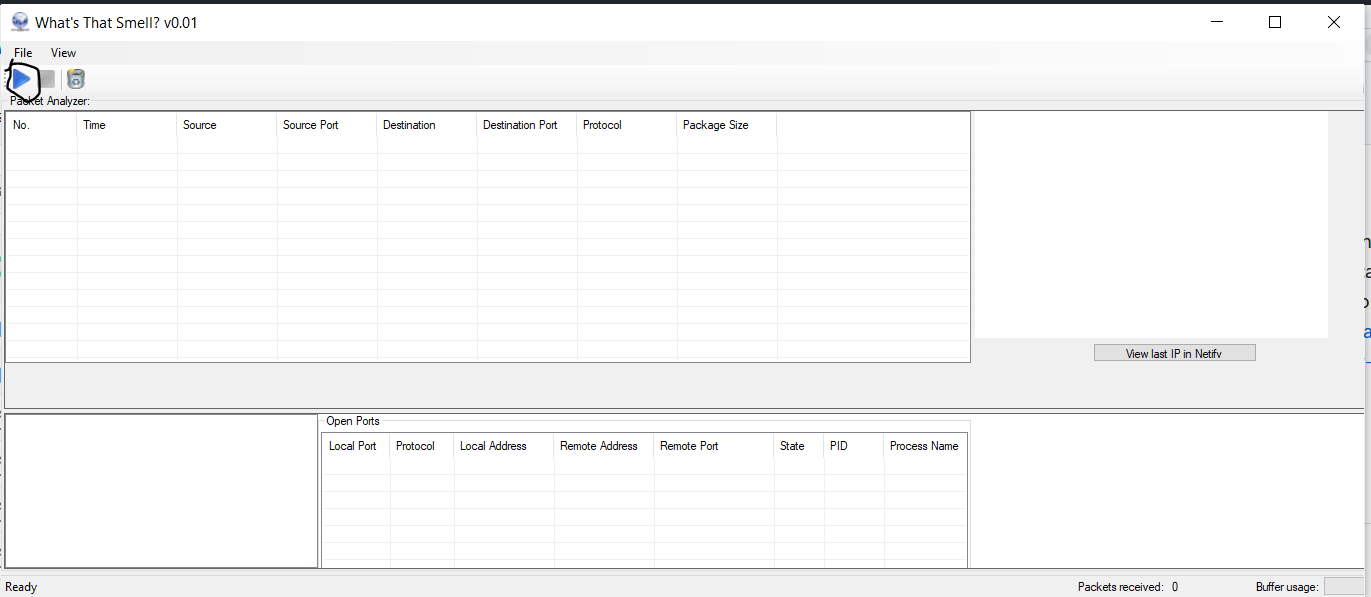 What's That Smell? v0.01
File View
Packet Analyzer:
No. Time Source Source Port Destination Destination Port Protocol Package Size
View last IP in Netify
Open Ports
Local Port Protocol Local Address Remote Address Remote Port State PID Process Name
Ready Packets received: 0 Buffer usage: